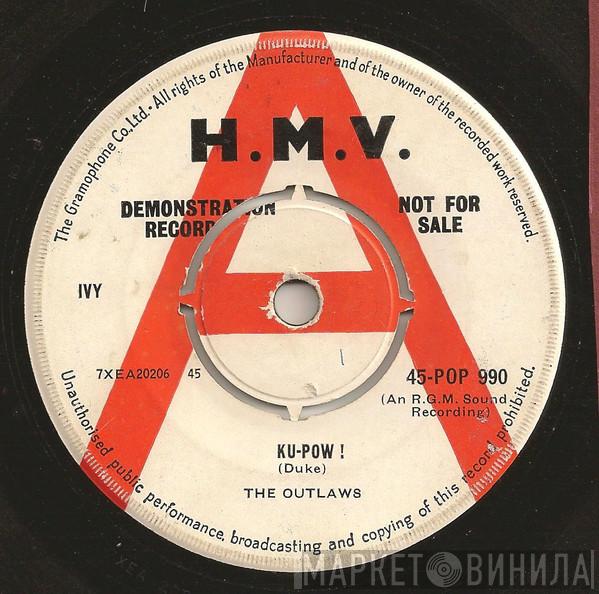 The Gramophone Co., Ltd. · All rights of the Manufacturer and of the owner of the recorded work reserved.
H.M.V.
DEMONSTRATION
RECORD
NOT FOR
SALE
IVY
7XEA20206 45
45-POP 990
(An R.G.M. Sound
Recording)
KU-POW !
(Duke)
THE OUTLAWS
Unauthorised public performance, broadcasting and copying of this record prohibited.
МАРКЕТ ВИНИЛА